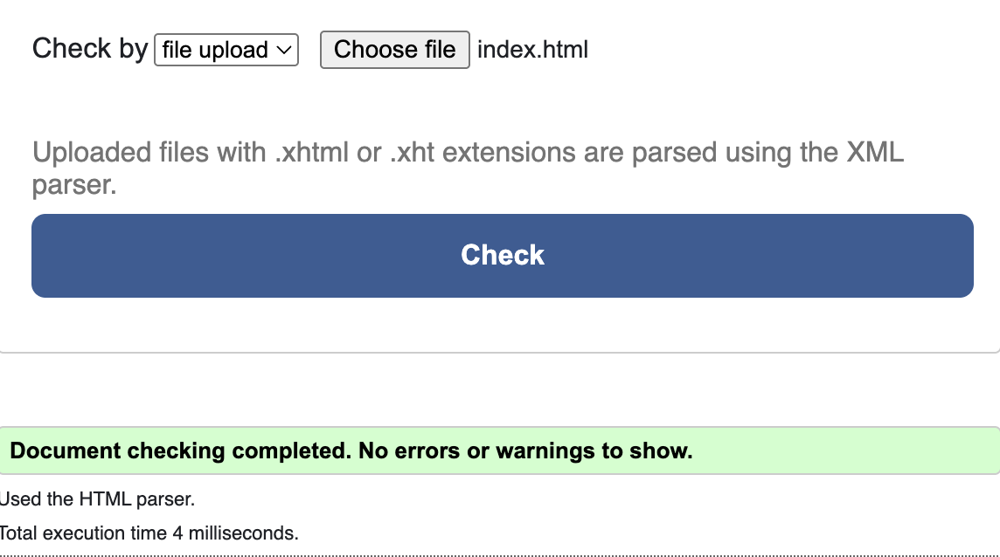 Check by file upload Choose file index.html
Uploaded files with .xhtml or .xht extensions are parsed using the XML
parser.
Check
Document checking completed. No errors or warnings to show.
Used the HTML parser.
Total execution time 4 milliseconds.